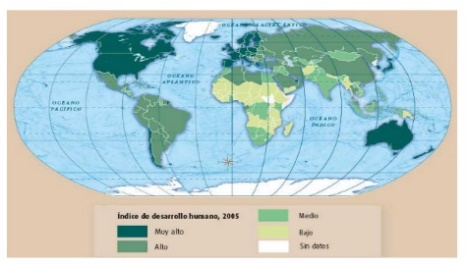 OCÉANO GLACIAL ÁRTICO
OCÉANO
ATLÁNTICO
OCÉANO
PACÍFICO
OCÉANO
ÍNDICO
Índice de desarrollo humano, 2005
Muy alto
Alto
Medio
Bajo
Sin datos